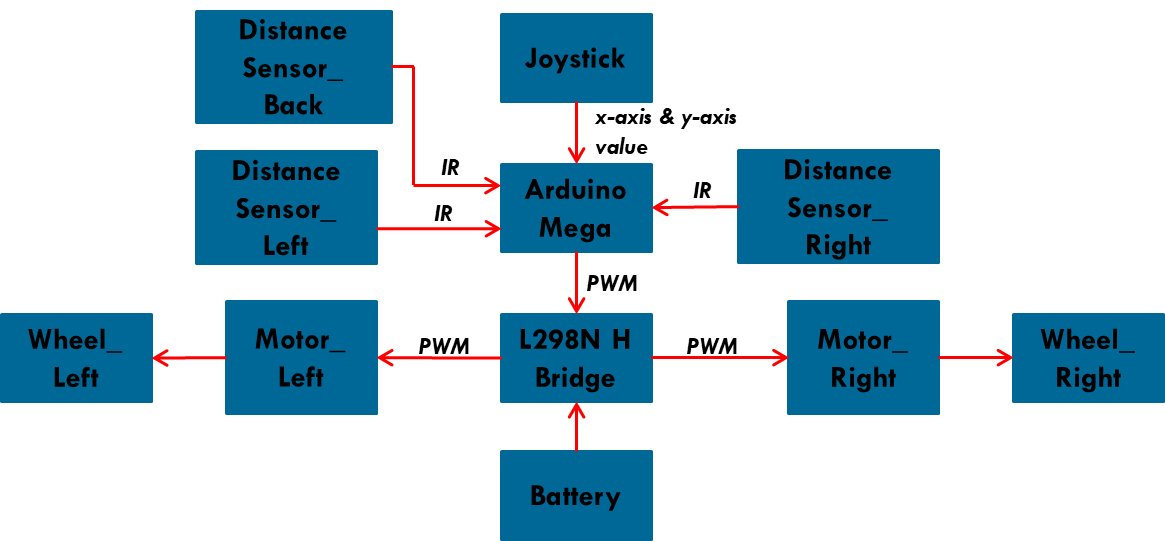 Distance
Sensor_
Back
Joystick
x-axis & y-axis
value
IR
Distance
Sensor_
Left
IR
Arduino
Mega
IR
Distance
Sensor_
Right
PWM
Wheel_
Left
Motor_
Left
PWM
L298N H
Bridge
PWM
Motor_
Right
Wheel_
Right
Battery